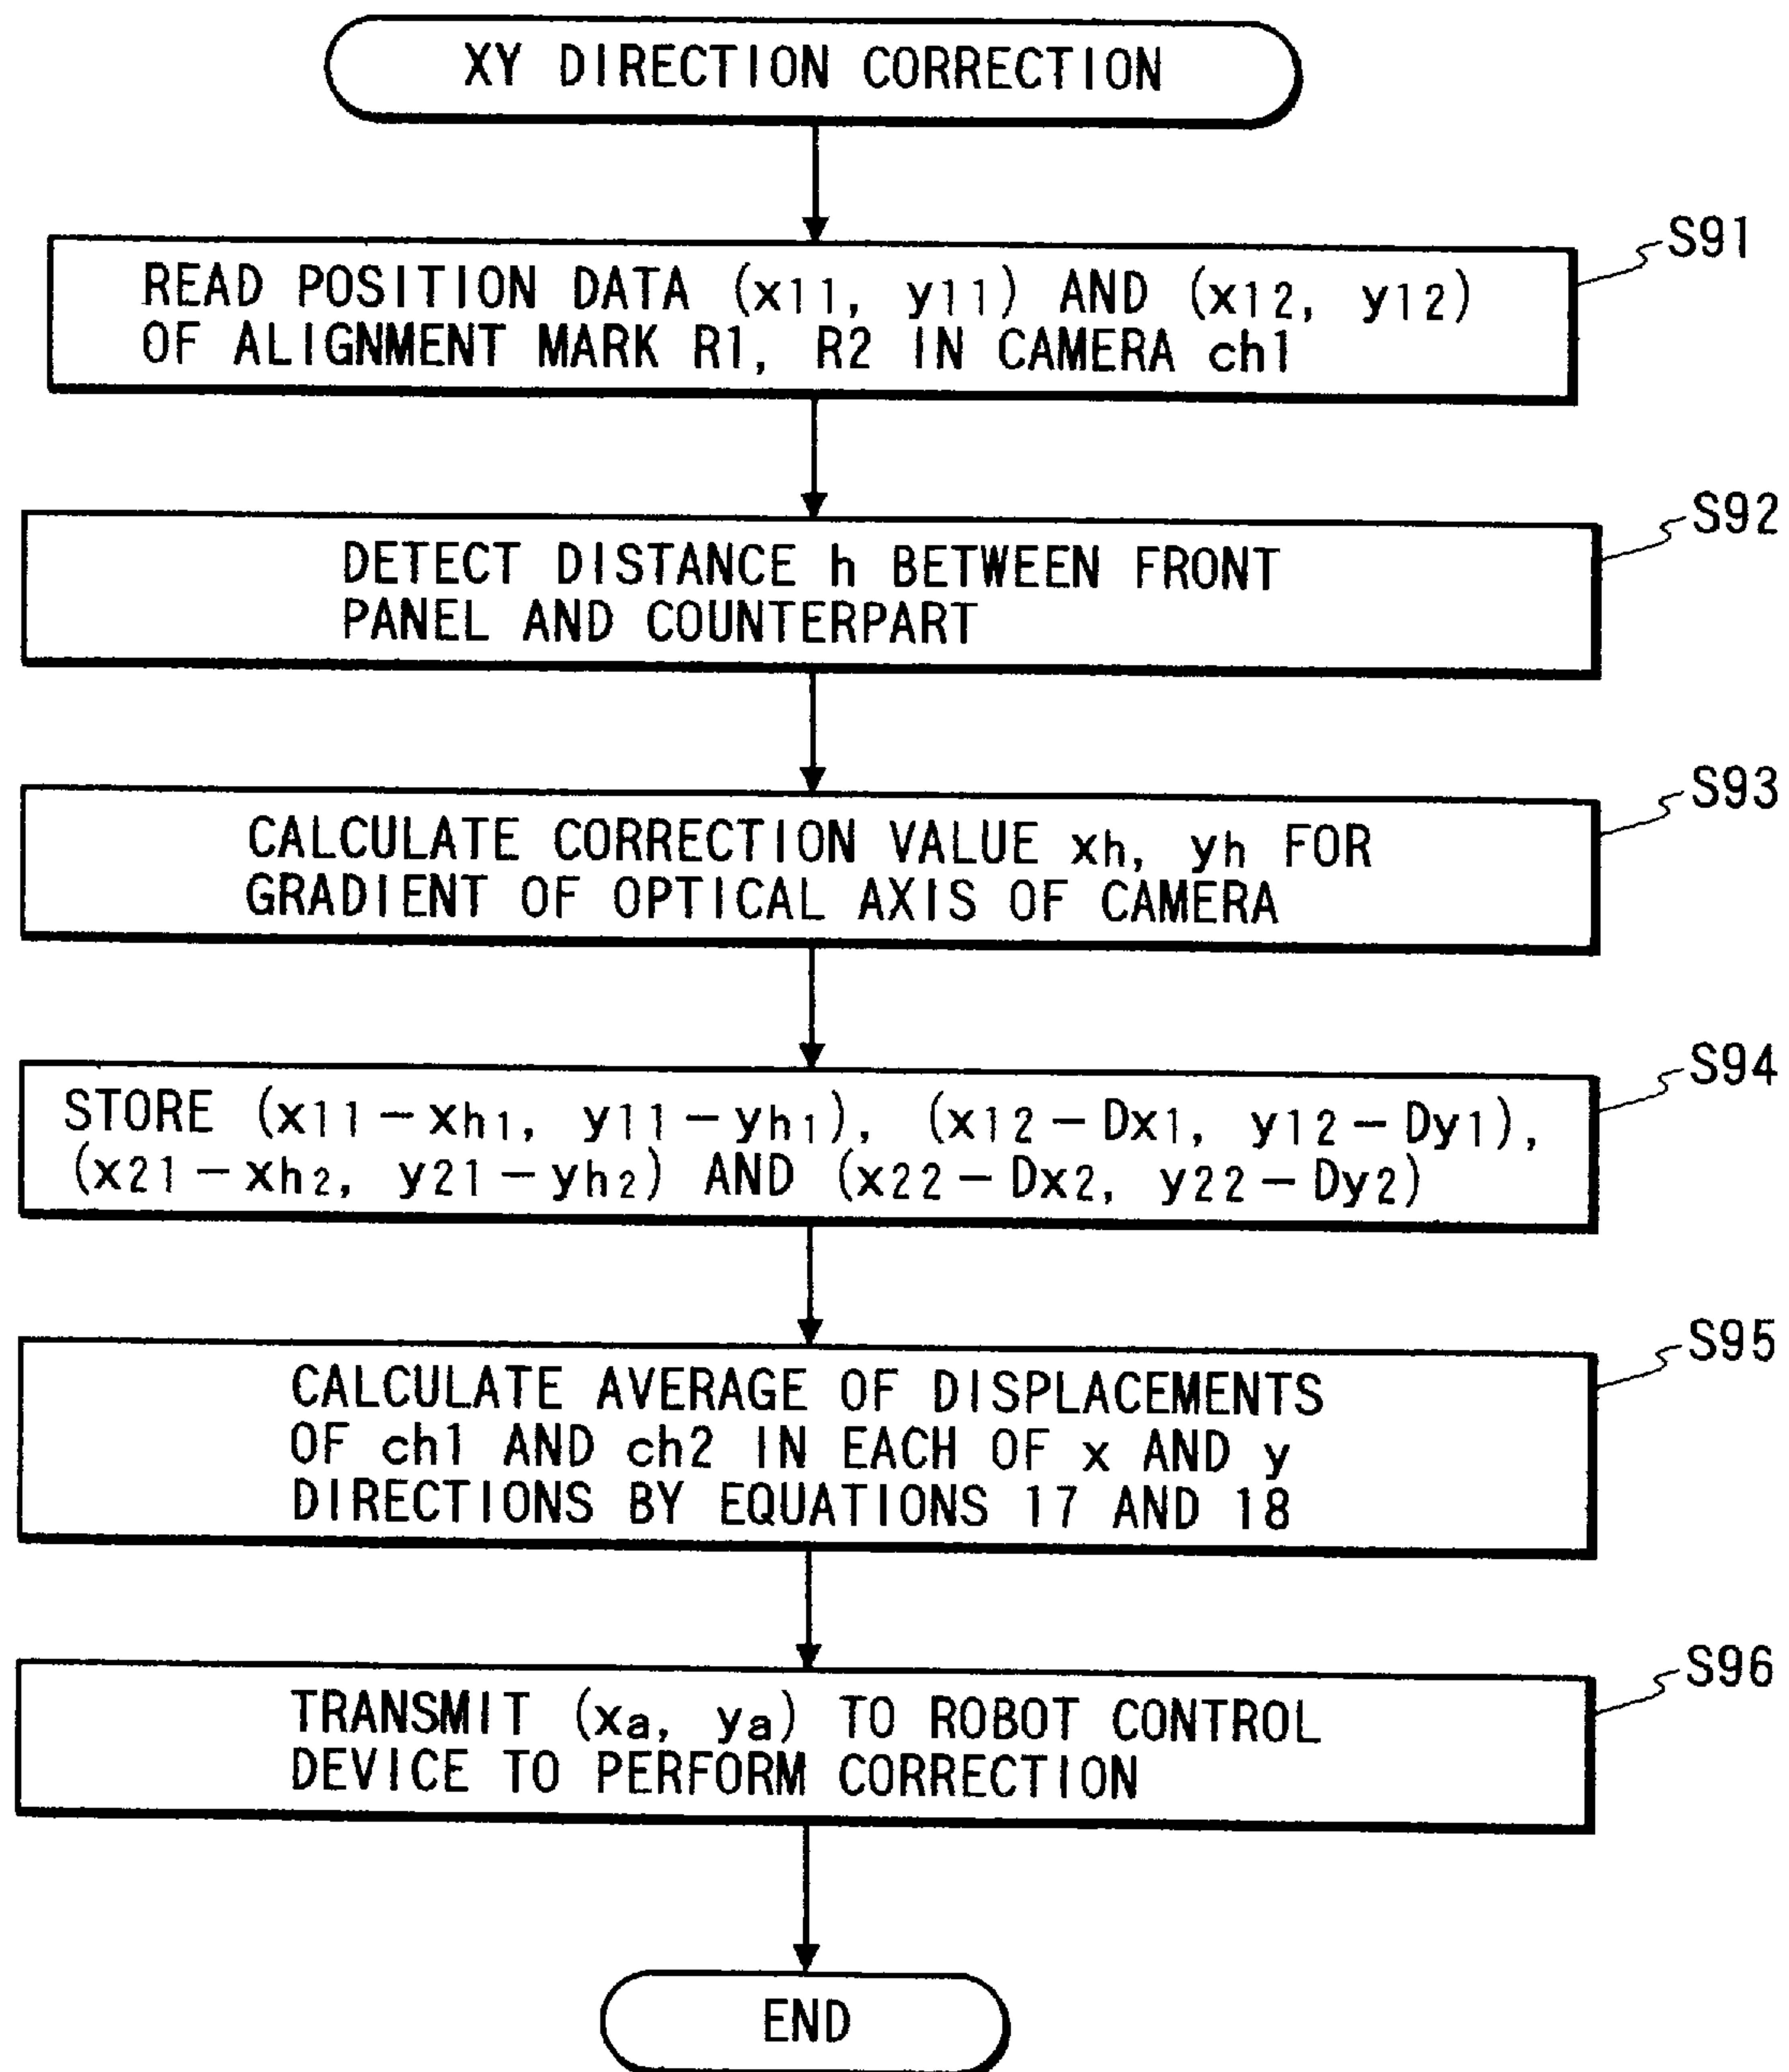 XY DIRECTION CORRECTION
S91
READ POSITION DATA (x11, y11) AND (x12, y12)
OF ALIGNMENT MARK R1, R2 IN CAMERA ch1
S92
DETECT DISTANCE h BETWEEN FRONT
PANEL AND COUNTERPART
S93
CALCULATE CORRECTION VALUE xh, yh FOR
GRADIENT OF OPTICAL AXIS OF CAMERA
S94
STORE (x11-xh1, y11-yh1), (x12-Dx1, y12-Dy1),
(x21-xh2, y21-yh2) AND (x22-Dx2, y22-Dy2)
S95
CALCULATE AVERAGE OF DISPLACEMENTS
OF ch1 AND ch2 IN EACH OF x AND y
DIRECTIONS BY EQUATIONS 17 AND 18
S96
TRANSMIT (xa, ya) TO ROBOT CONTROL
DEVICE TO PERFORM CORRECTION
END